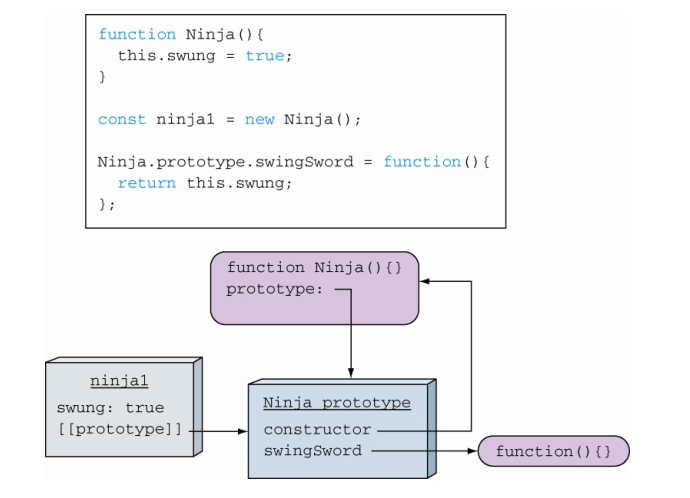 function Ninja(){
  this.swung = true;
}
const ninja1 = new Ninja();
Ninja.prototype.swingSword = function(){
  return this.swung;
};
function Ninja(){}
prototype:
ninja1
swung: true
[[prototype]]
Ninja prototype
constructor
swingSword
function(){}